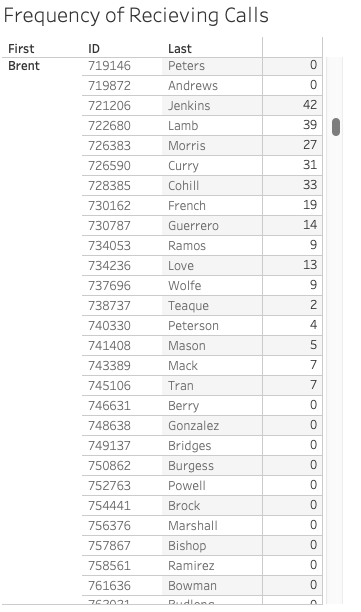 Frequency of Recieving Calls
First ID Last
Brent 719146 Peters 0
719872 Andrews 0
721206 Jenkins 42
722680 Lamb 39
726383 Morris 27
726590 Curry 31
728385 Cohill 33
730162 French 19
730787 Guerrero 14
734053 Ramos 9
734236 Love 13
737696 Wolfe 9
738737 Teaque 2
740330 Peterson 4
741408 Mason 5
743389 Mack 7
745106 Tran 7
746631 Berry 0
748638 Gonzalez 0
749137 Bridges 0
750862 Burgess 0
752763 Powell 0
754441 Brock 0
756376 Marshall 0
757867 Bishop 0
758561 Ramirez 0
761636 Bowman 0